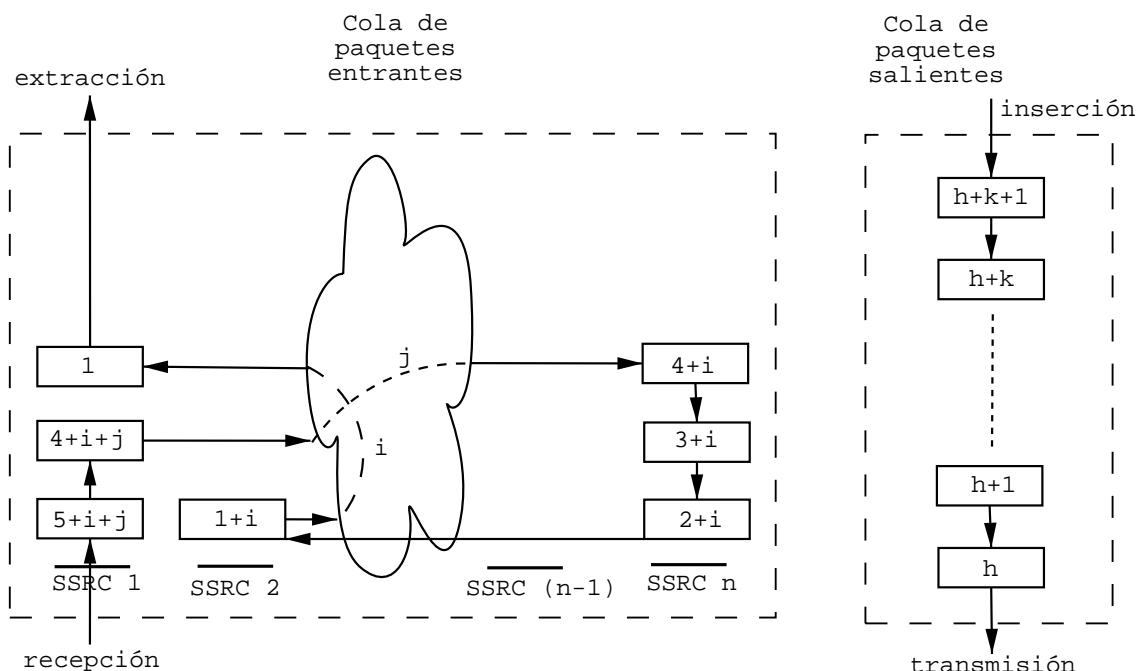 Cola de
paquetes
entrantes
extracción
1
4+i+j
5+i+j
1+i
j
i
4+i
3+i
2+i
SSRC 1
SSRC 2
SSRC (n-1)
SSRC n
recepción
Cola de
paquetes
salientes
inserción
h+k+1
h+k
h+1
h
transmisión